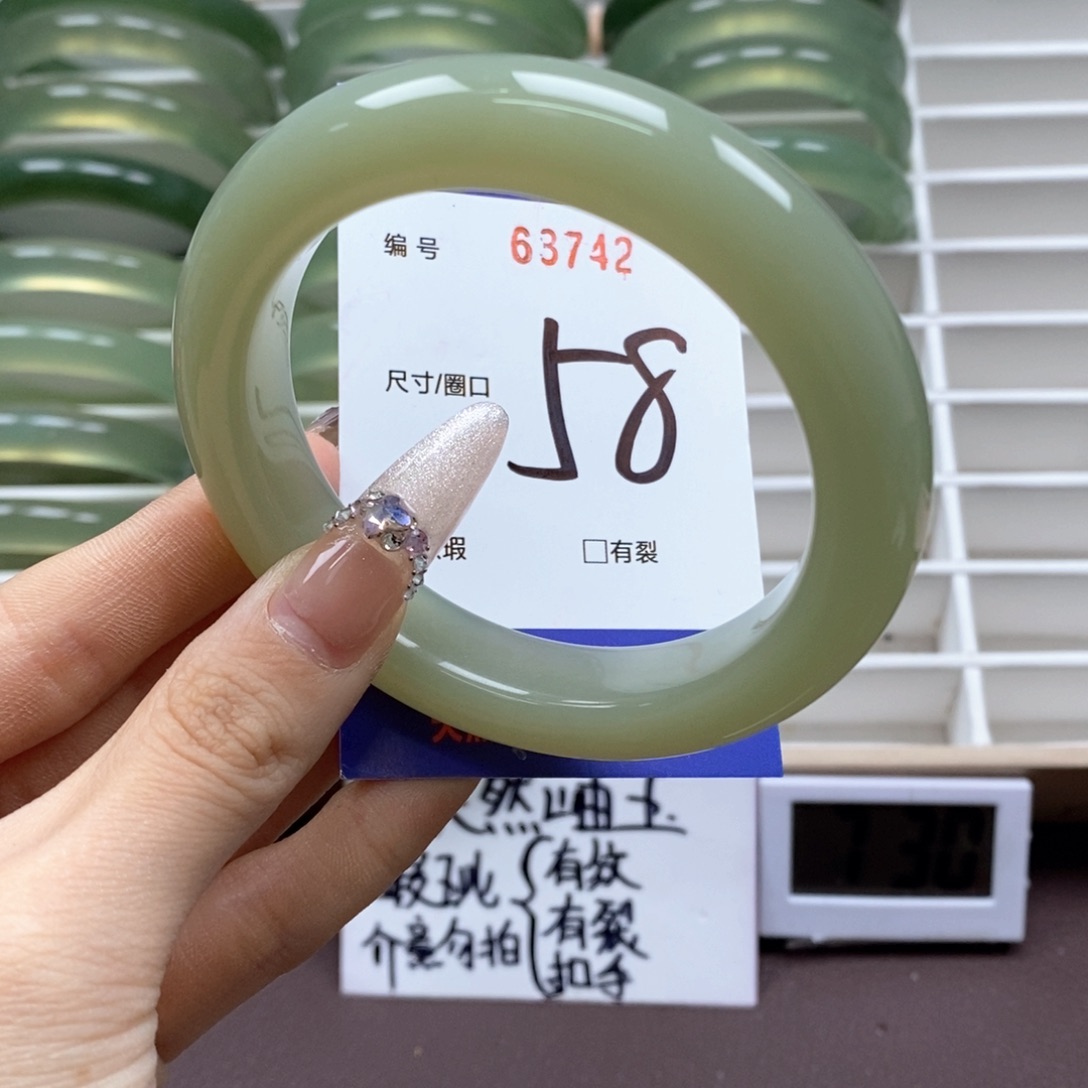 编号 63742
尺寸/圈口 58
瑕 □有裂
然岫玉
有纹
有裂
介意勿拍
扣手